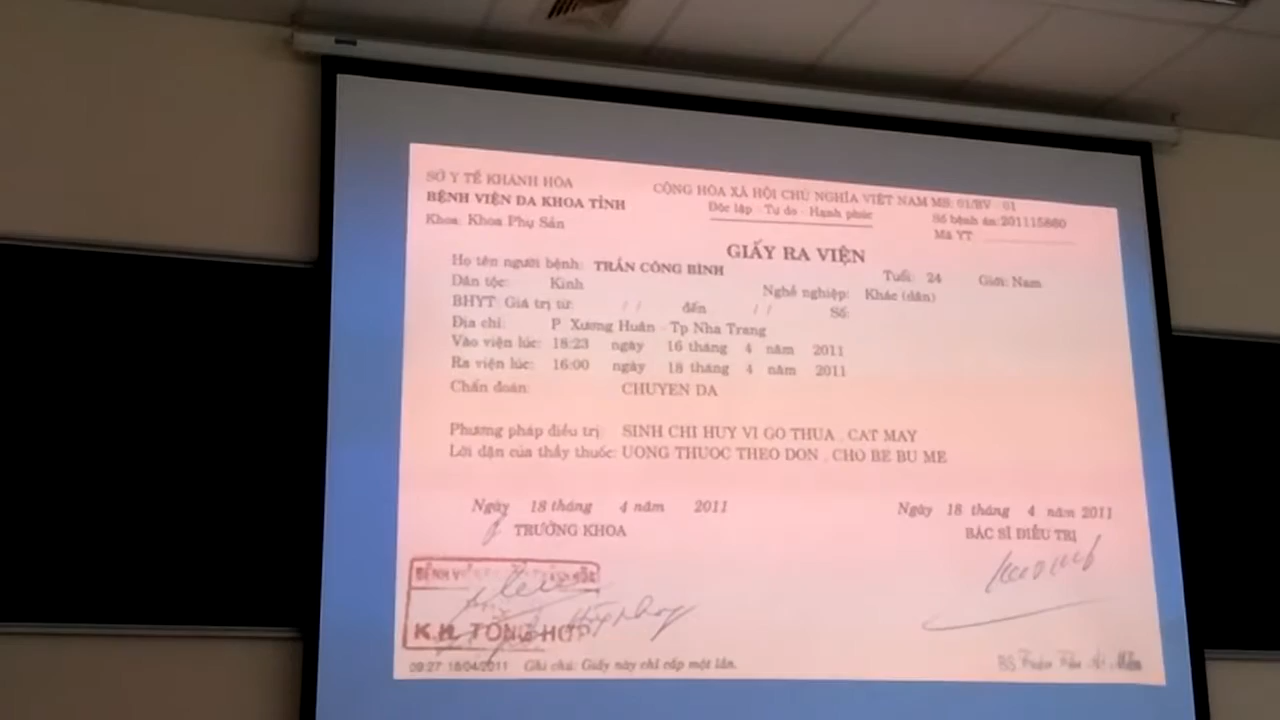 SỞ Y TẾ KHÁNH HÒA
BỆNH VIỆN ĐA KHOA TỈNH
Khoa: Khoa Phụ Sản
CỘNG HÒA XÃ HỘI CHỦ NGHĨA VIỆT NAM MS: 01/BV - 01
Độc lập - Tự do - Hạnh phúc
Số bệnh án:201115860
Mã YT
GIẤY RA VIỆN
Họ tên người bệnh: TRẦN CÔNG BÌNH Tuổi: 24 Giới: Nam
Dân tộc: Kinh Nghề nghiệp: Khác (dân)
BHYT: Giá trị từ: / / đến / / Số:
Địa chỉ: P Xương Huân - Tp Nha Trang
Vào viện lúc: 18:23 ngày 16 tháng 4 năm 2011
Ra viện lúc: 16:00 ngày 18 tháng 4 năm 2011
Chẩn đoán: CHUYEN DA
Phương pháp điều trị: SINH CHI HUY VI GO THUA , CAT MAY
Lời dặn của thầy thuốc: UONG THUOC THEO DON , CHO BE BU ME
Ngày 18 tháng 4 năm 2011
TRƯỞNG KHOA
Ngày 18 tháng 4 năm 2011
BÁC SĨ ĐIỀU TRỊ
BỆNH
K.H. TỔNG HỢP
09:27 18/04/2011 Ghi chú: Giấy này chỉ cấp một lần.
BS